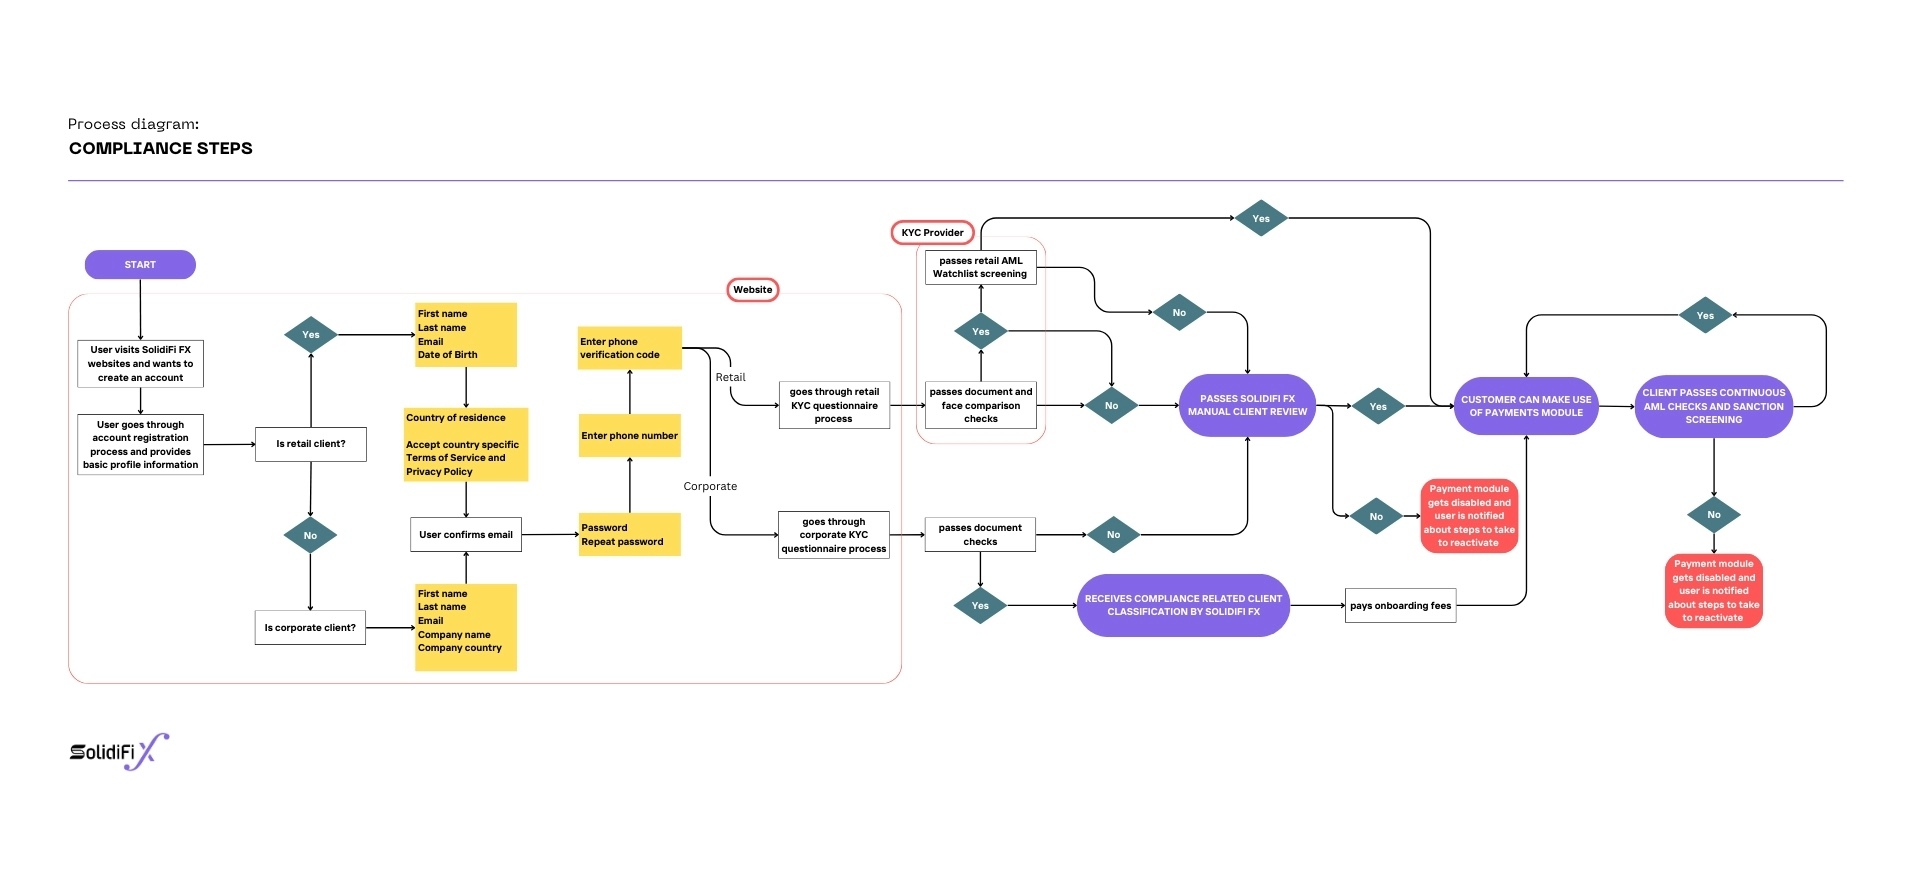 Process diagram:
COMPLIANCE STEPS
START
User visits SolidiFi FX
websites and wants to
create an account
User goes through
account registration
process and provides
basic profile information
Is retail client?
Yes
No
Is corporate client?
First name
Last name
Email
Date of Birth
Country of residence
Accept country specific
Terms of Service and
Privacy Policy
User confirms email
First name
Last name
Email
Company name
Company country
Website
Enter phone
verification code
Enter phone number
Password
Repeat password
Retail
Corporate
goes through retail
KYC questionnaire
process
goes through
corporate KYC
questionnaire process
KYC Provider
passes retail AML
Watchlist screening
Yes
passes document and
face comparison
checks
passes document
checks
Yes
Yes
No
No
No
PASSES SOLIDIFI FX
MANUAL CLIENT REVIEW
RECEIVES COMPLIANCE RELATED CLIENT
CLASSIFICATION BY SOLIDIFI FX
pays onboarding fees
Yes
No
Payment module
gets disabled and
user is notified
about steps to take
to reactivate
CUSTOMER CAN MAKE USE
OF PAYMENTS MODULE
Yes
CLIENT PASSES CONTINUOUS
AML CHECKS AND SANCTION
SCREENING
No
Payment module
gets disabled and
user is notified
about steps to take
to reactivate
SolidiFi X